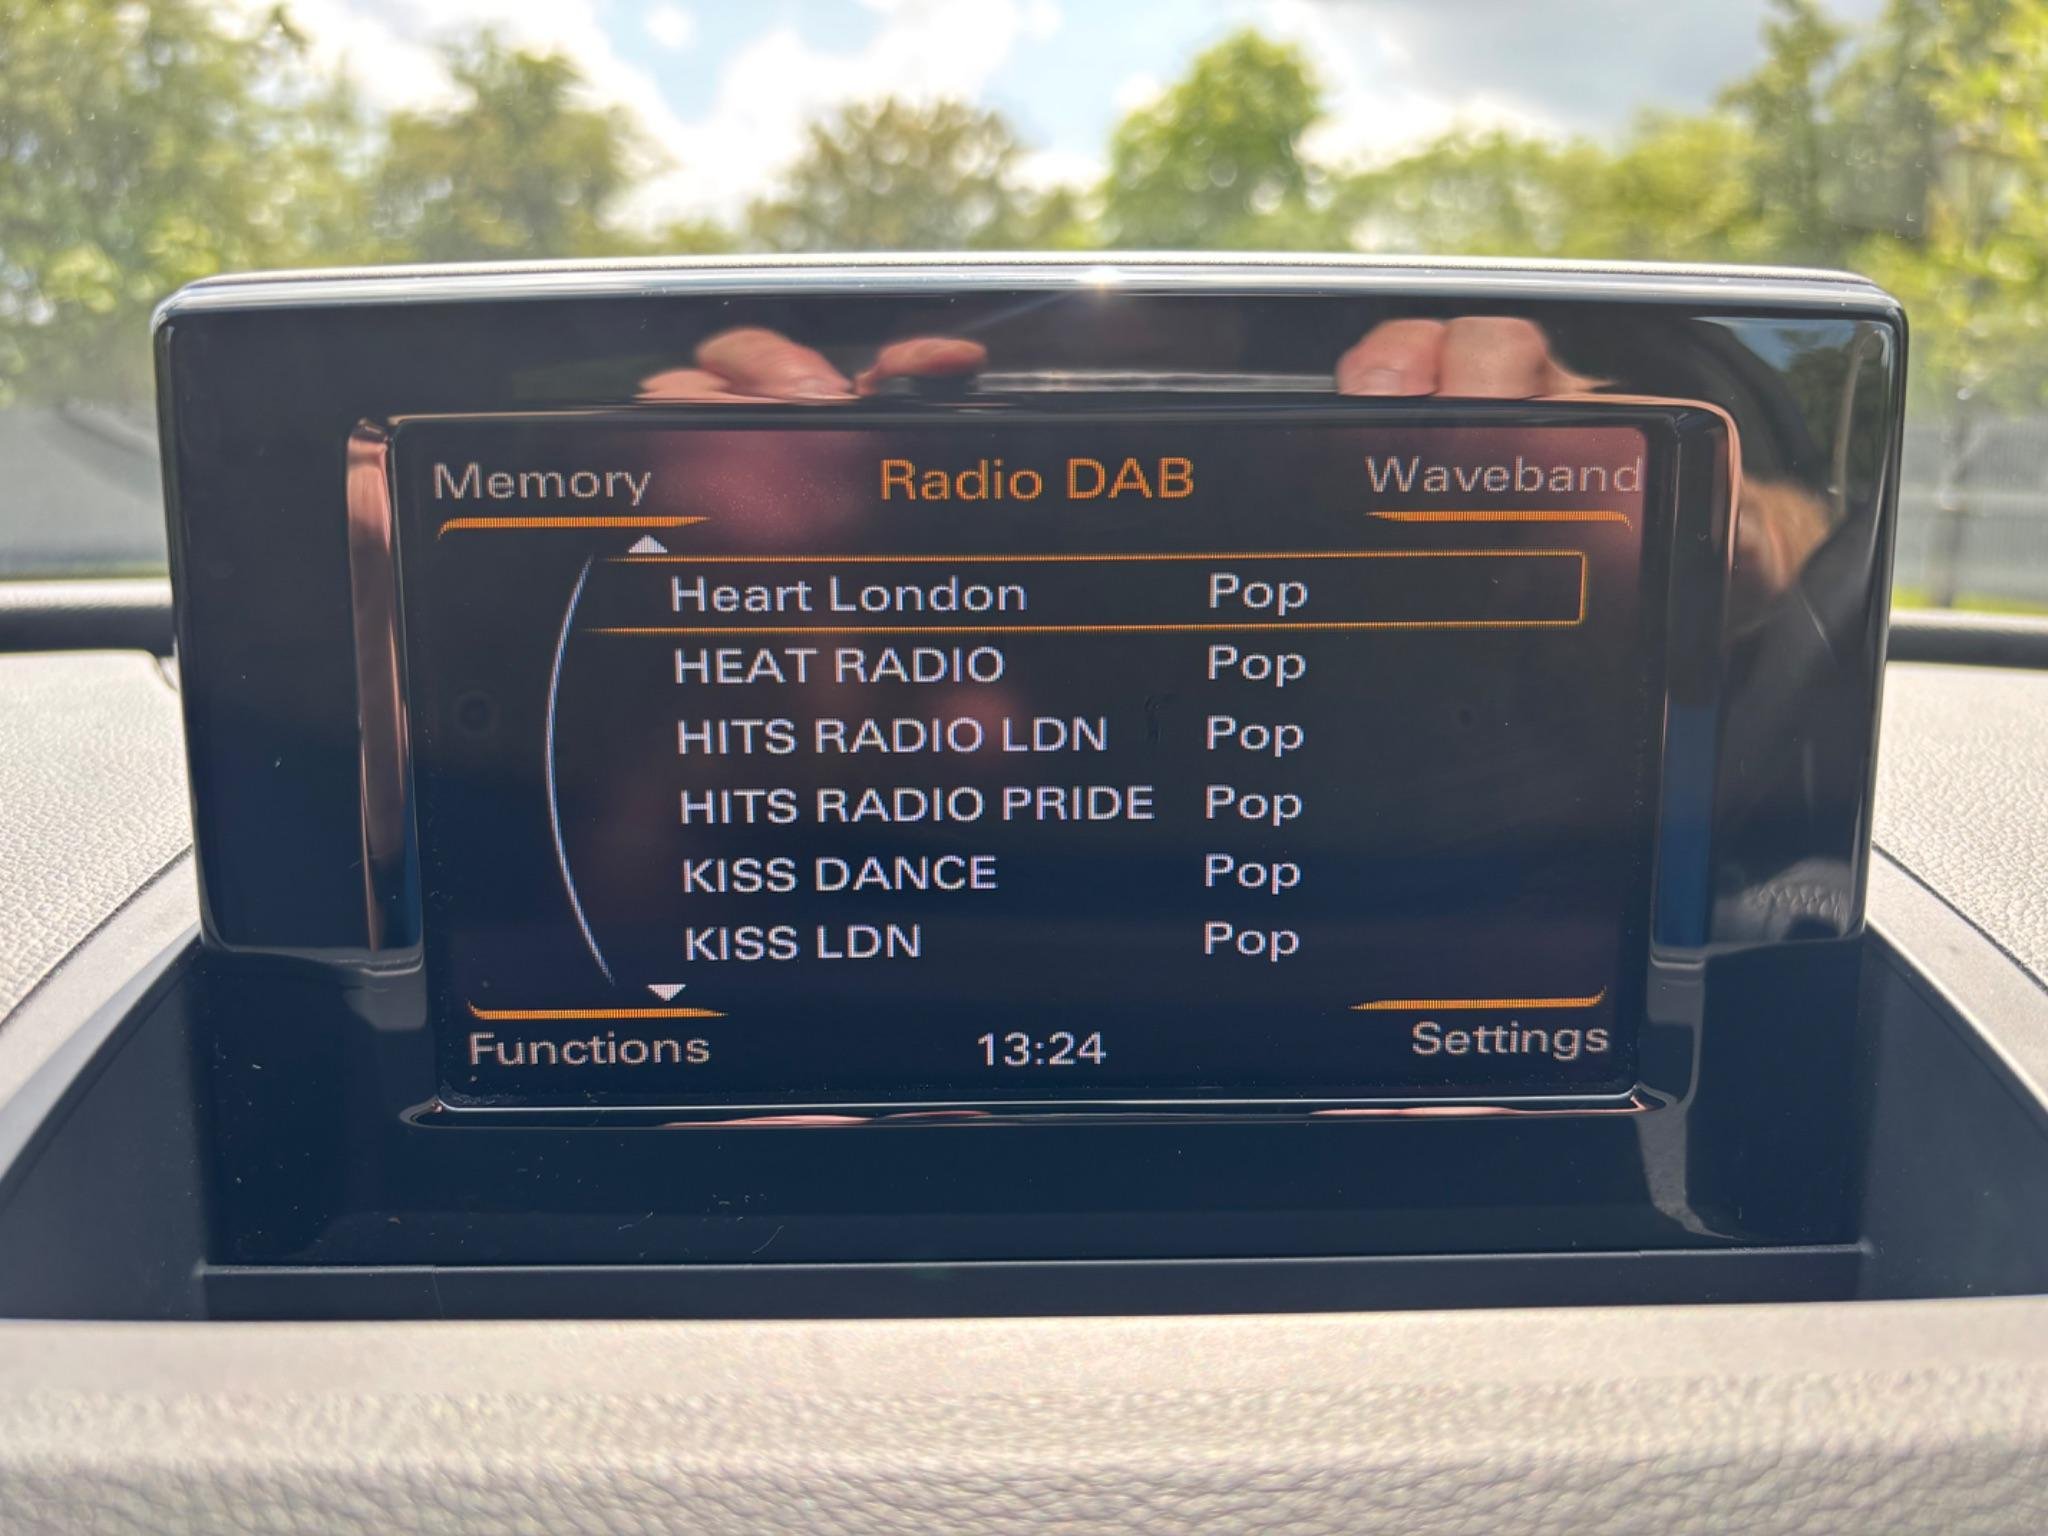 Memory Radio DAB Waveband
Heart London Pop
HEAT RADIO Pop
HITS RADIO LDN Pop
HITS RADIO PRIDE Pop
KISS DANCE Pop
KISS LDN Pop
Functions 13:24 Settings